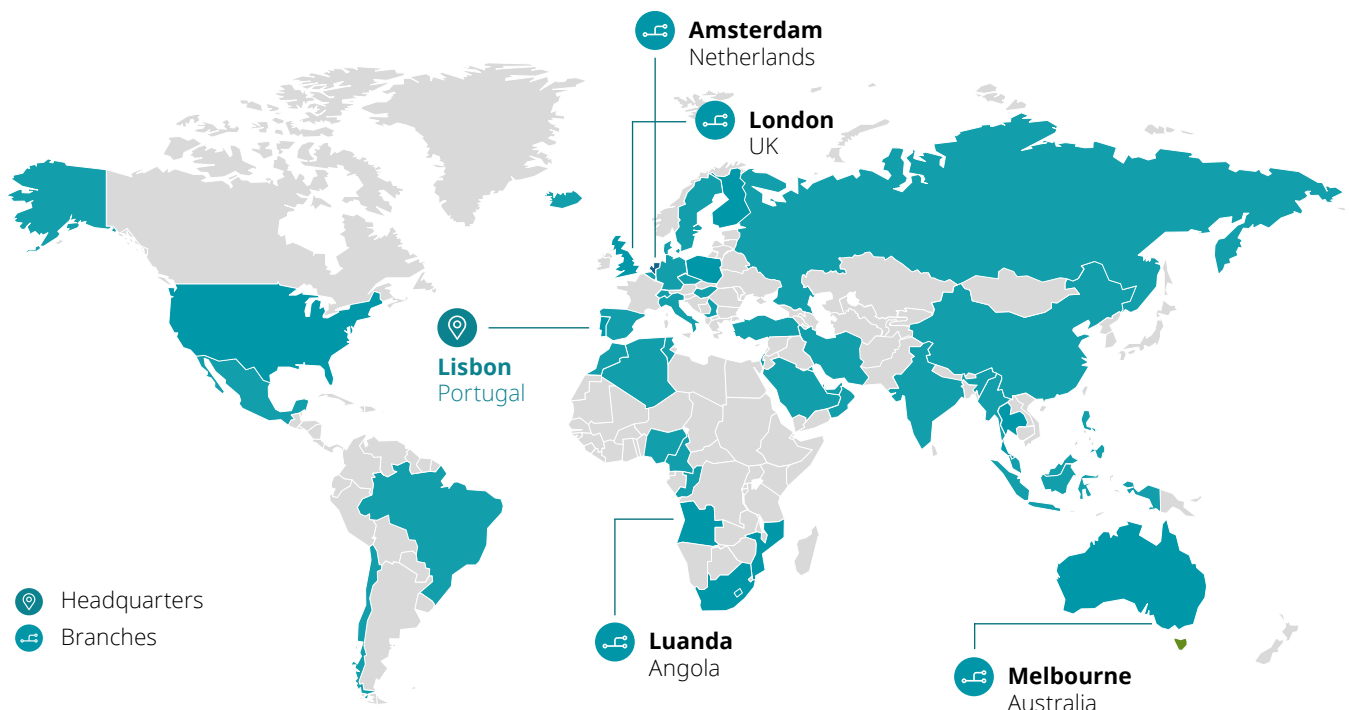 Amsterdam
Netherlands
London
UK
Lisbon
Portugal
Headquarters
Branches
Luanda
Angola
Melbourne
Australia